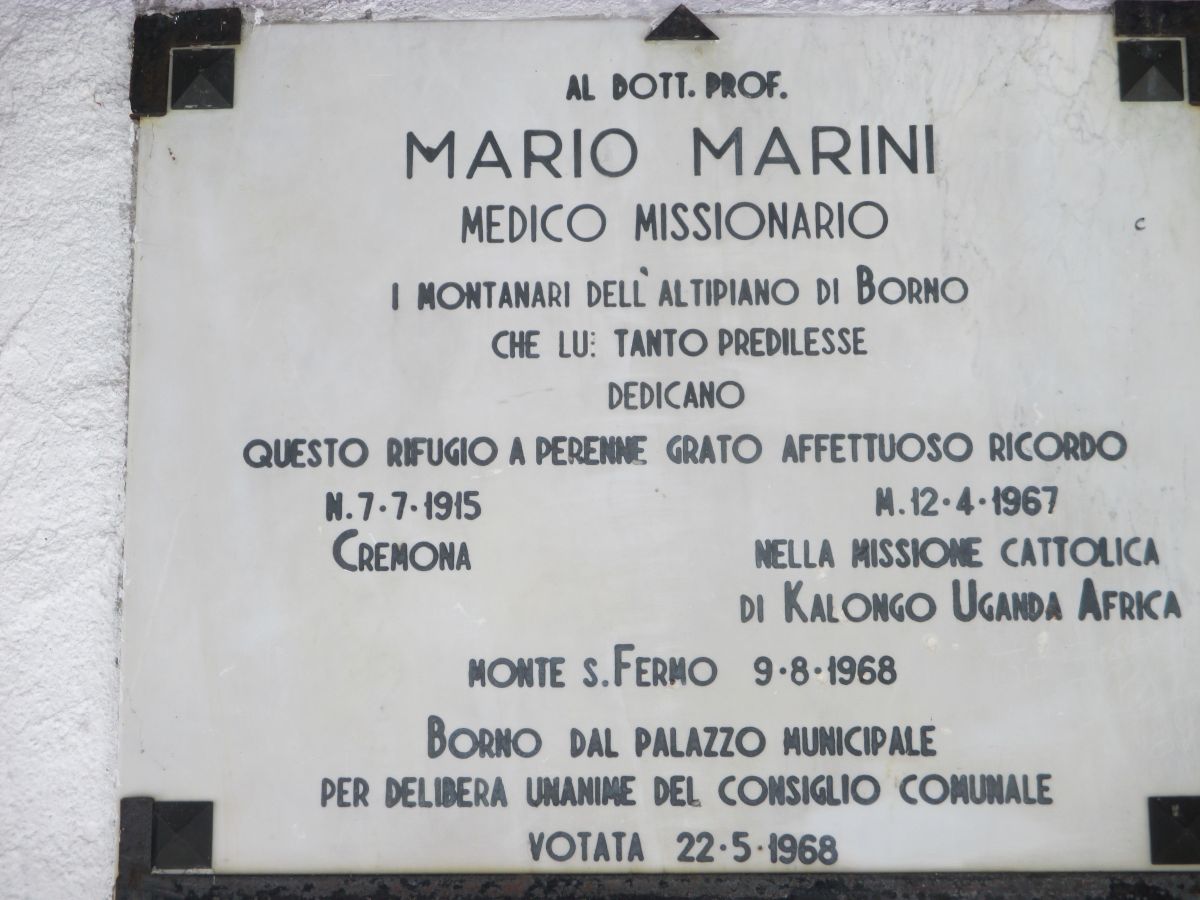 AL DOTT. PROF.
MARIO MARINI
MEDICO MISSIONARIO
I MONTANARI DELL'ALTIPIANO DI BORNO
CHE LUI TANTO PREDILESSE
DEDICANO
QUESTO RIFUGIO A PERENNE GRATO AFFETTUOSO RICORDO
N. 7·7·1915 M. 12·4·1967
CREMONA NELLA MISSIONE CATTOLICA
DI KALONGO UGANDA AFRICA
MONTE S. FERMO 9·8·1968
BORNO DAL PALAZZO MUNICIPALE
PER DELIBERA UNANIME DEL CONSIGLIO COMUNALE
VOTATA 22·5·1968